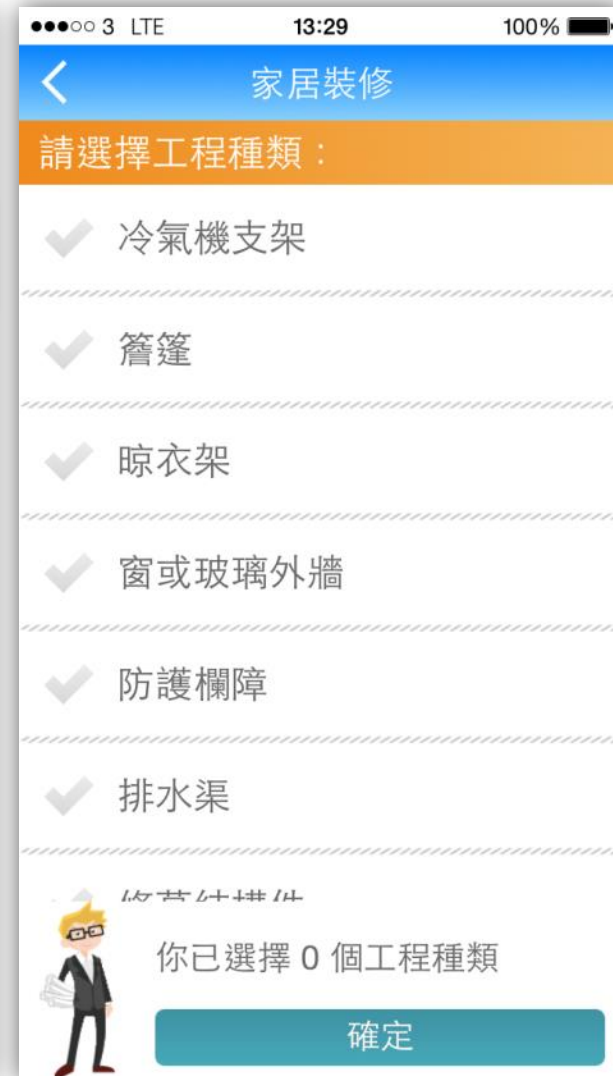 3 LTE 13:29 100%
家居裝修
請選擇工程種類：
冷氣機支架
簷篷
晾衣架
窗或玻璃外牆
防護欄障
排水渠
你已選擇 0 個工程種類
確定